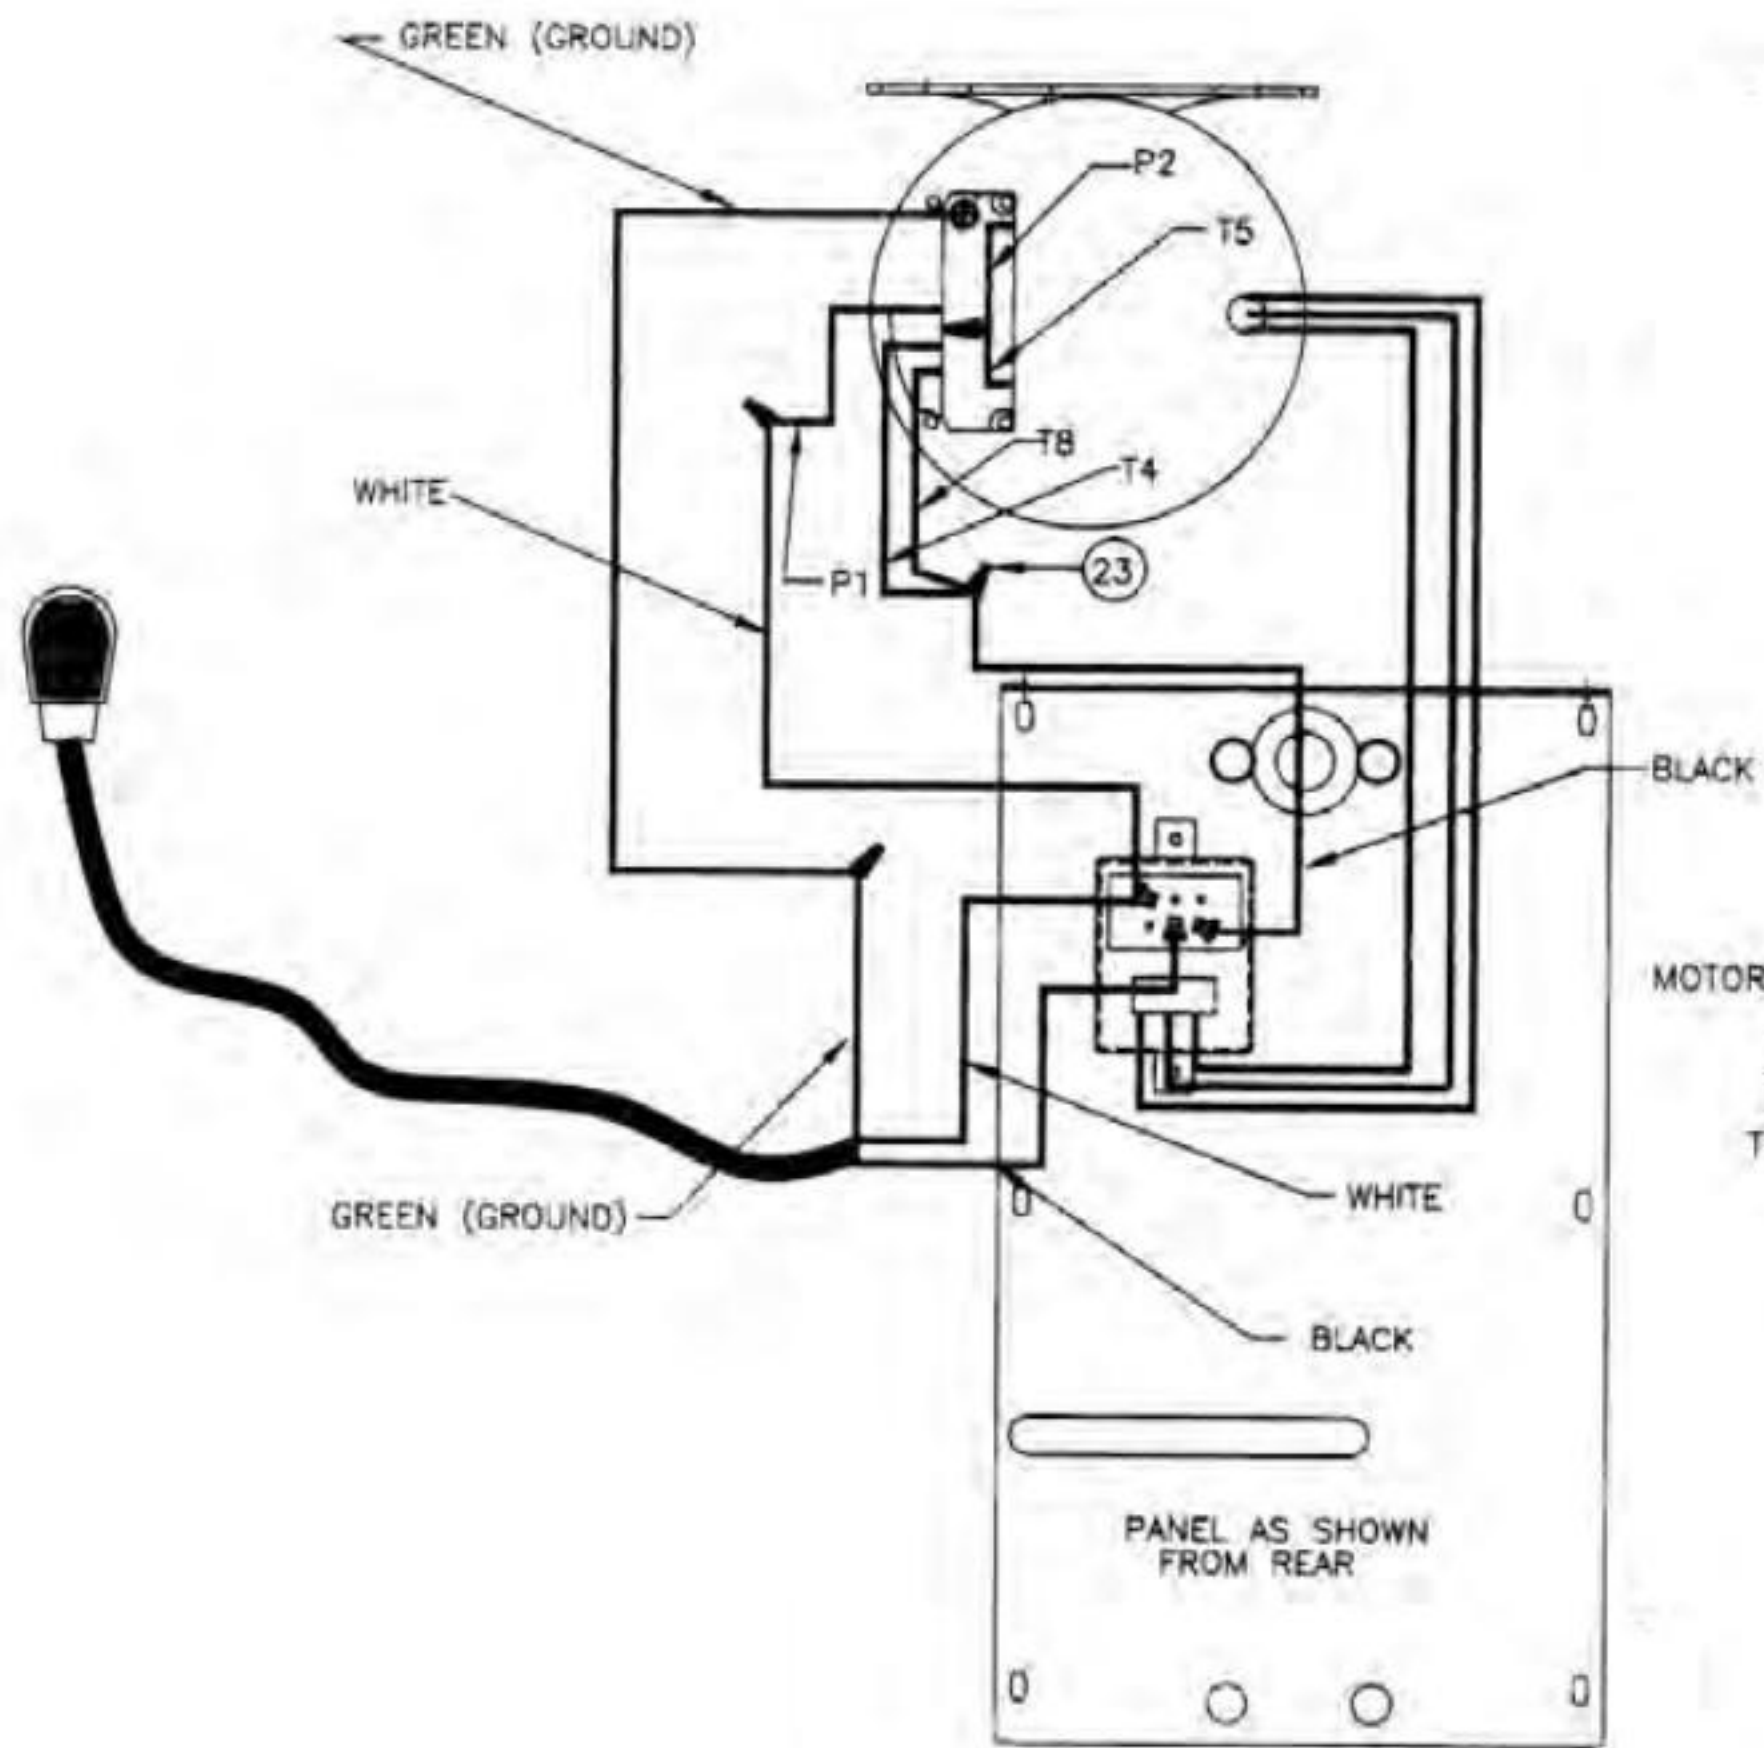 GREEN (GROUND)
P2
T5
T8
T4
WHITE
23
P1
BLACK
MOTOR
T
WHITE
GREEN (GROUND)
BLACK
PANEL AS SHOWN
FROM REAR